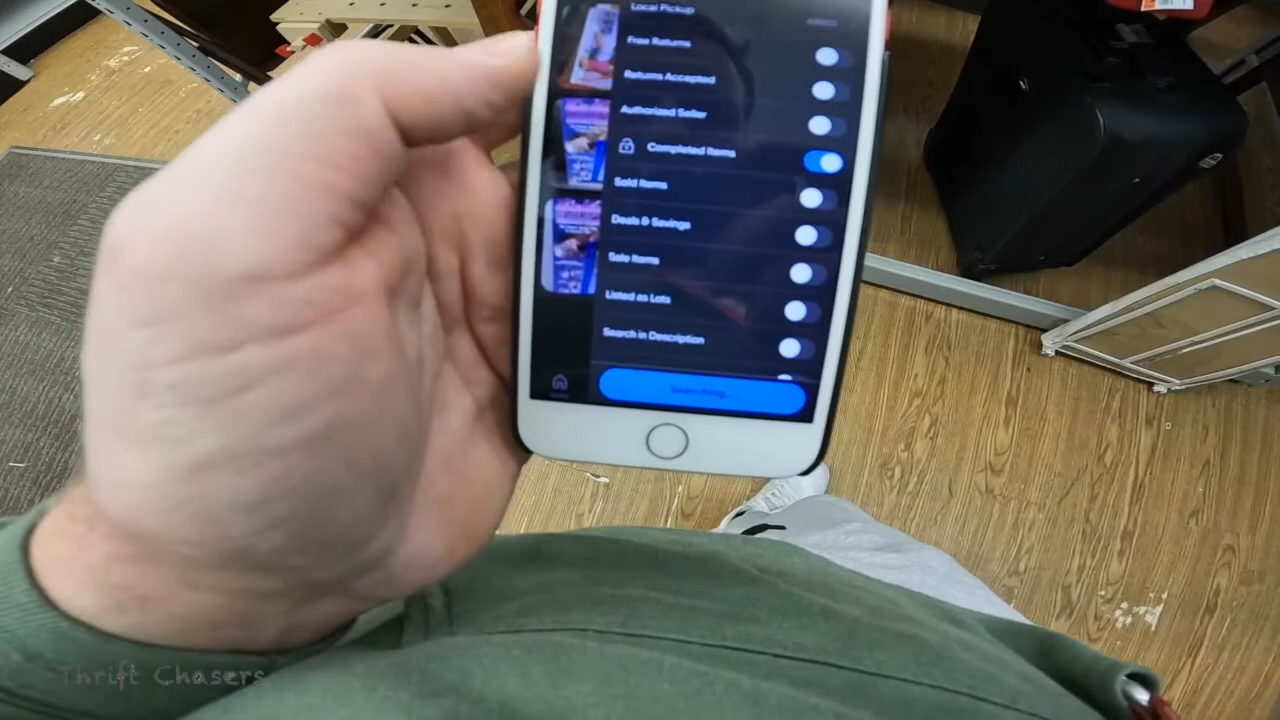 Local Pickup
Free Returns
Returns Accepted
Authorized Seller
Completed Items
Sold Items
Deals & Savings
Sale Items
Listed as Lots
Search in Description
Searching...
Thrift Chasers